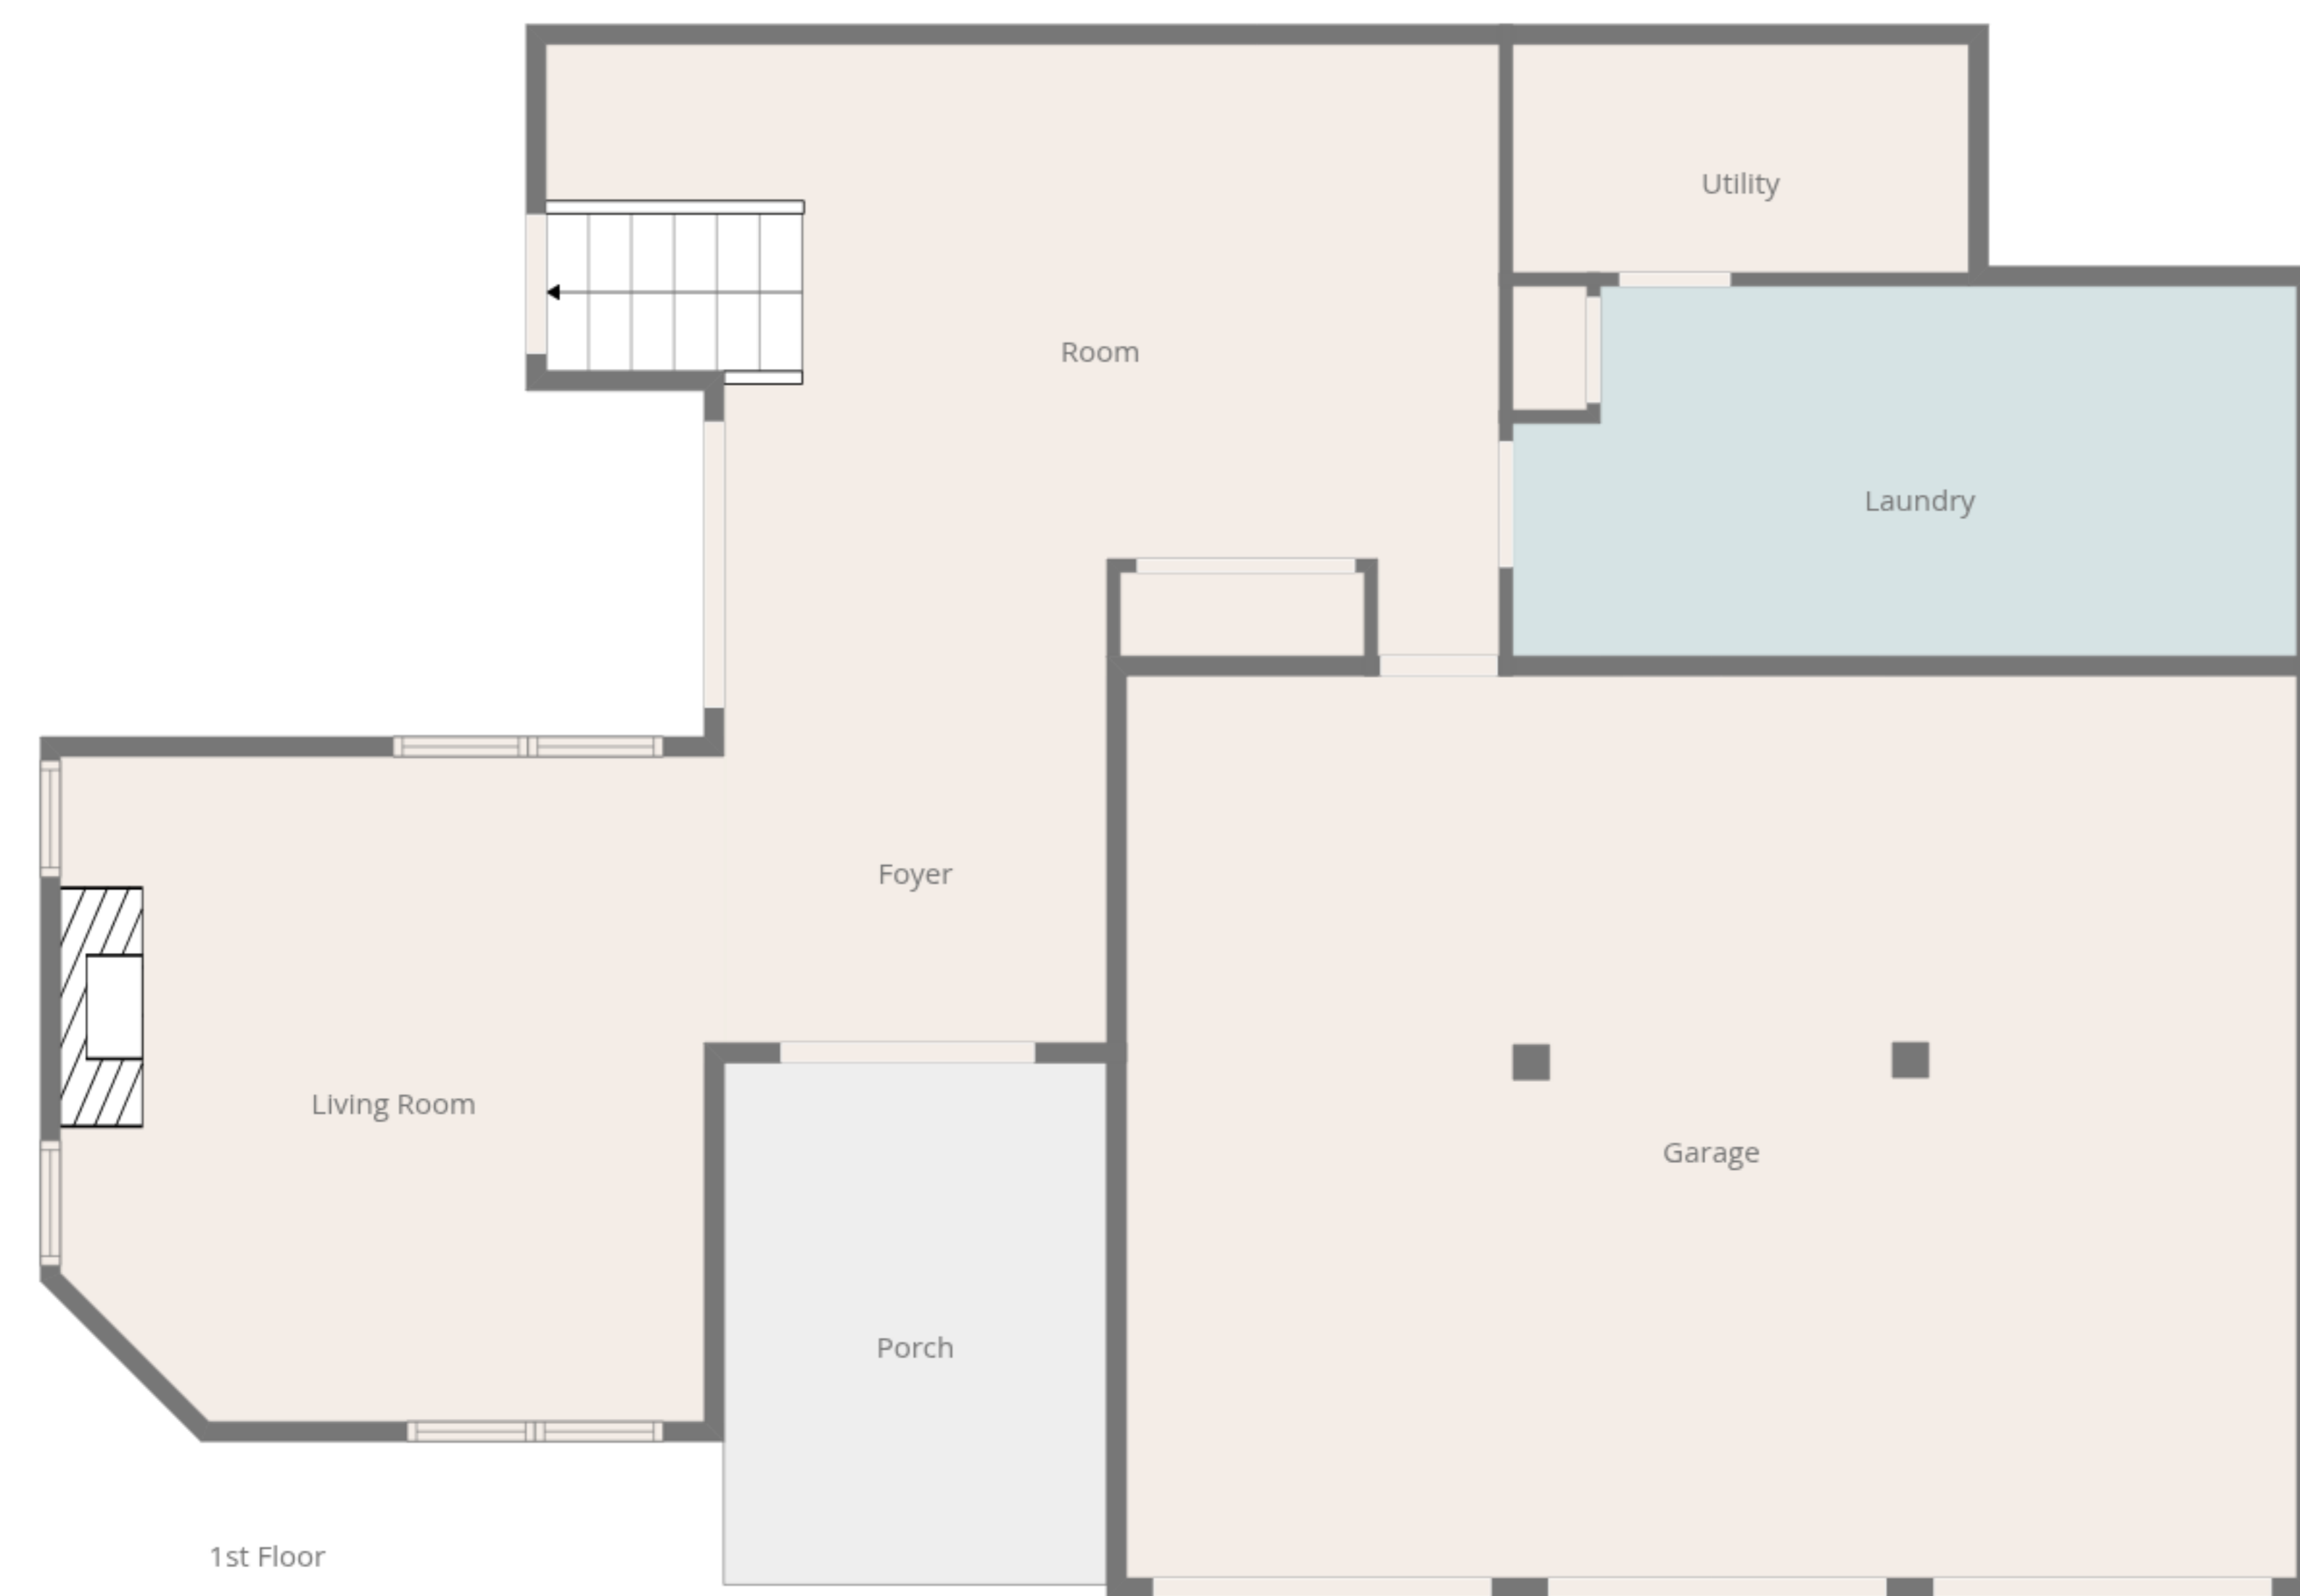 Utility
Room
Laundry
Foyer
Living Room
Garage
Porch
1st Floor